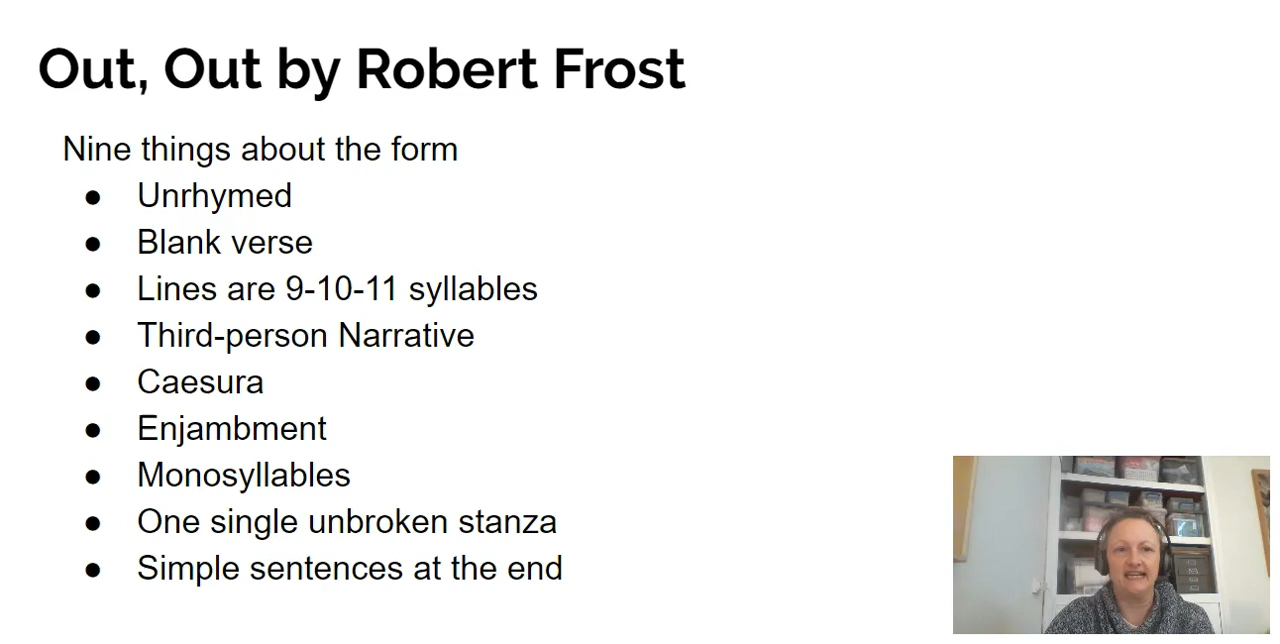 Out, Out by Robert Frost
Nine things about the form
● Unrhymed
● Blank verse
● Lines are 9-10-11 syllables
● Third-person Narrative
● Caesura
● Enjambment
● Monosyllables
● One single unbroken stanza
● Simple sentences at the end